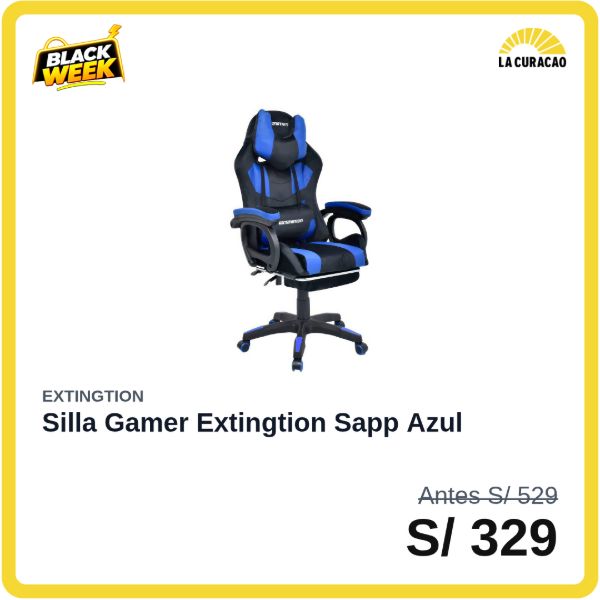 BLACK
WEEK
LA CURACAO
EXTINGTION
Silla Gamer Extingtion Sapp Azul
Antes S/ 529
S/ 329